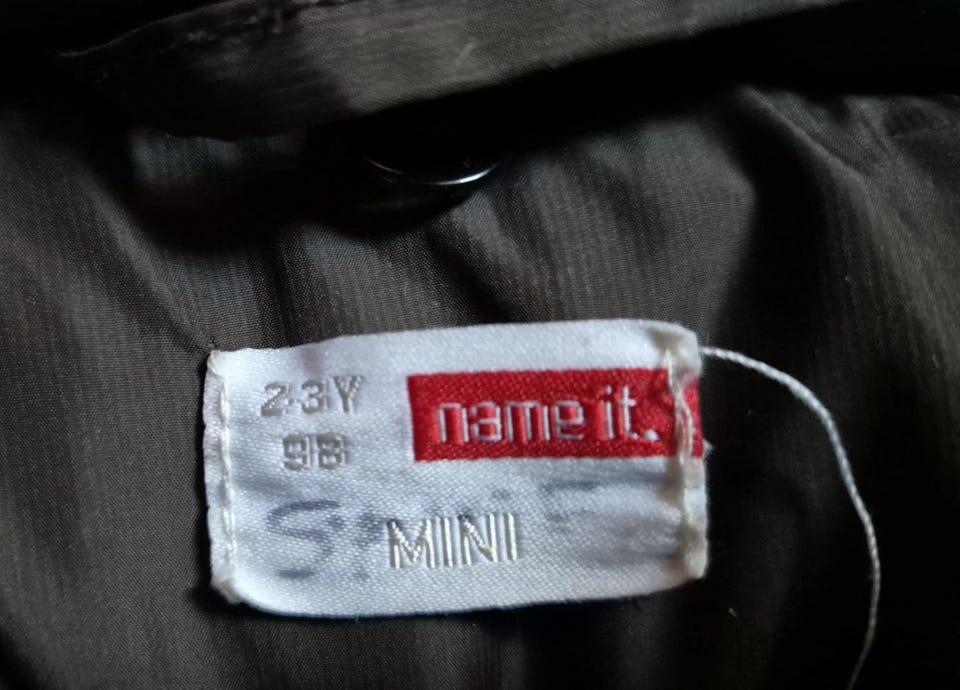 2-3Y
name it.
98
MINI